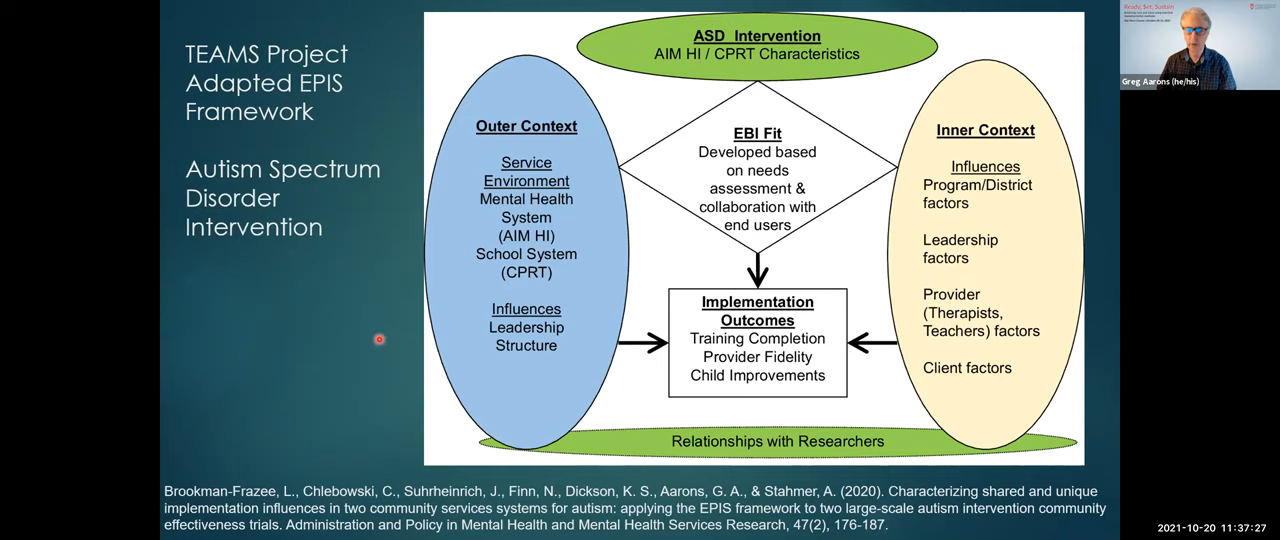 TEAMS Project
Adapted EPIS
Framework
Autism Spectrum
Disorder
Intervention
ASD Intervention
AIM HI / CPRT Characteristics
Outer Context
Service
Environment
Mental Health
System
(AIM HI)
School System
(CPRT)
Influences
Leadership
Structure
EBI Fit
Developed based
on needs
assessment &
collaboration with
end users
Implementation
Outcomes
Training Completion
Provider Fidelity
Child Improvements
Inner Context
Influences
Program/District
factors
Leadership
factors
Provider
(Therapists,
Teachers) factors
Client factors
Relationships with Researchers
Brookman-Frazee, L., Chlebowski, C., Suhrheinrich, J., Finn, N., Dickson, K. S., Aarons, G. A., & Stahmer, A. (2020). Characterizing shared and unique
implementation influences in two community services systems for autism: applying the EPIS framework to two large-scale autism intervention community
effectiveness trials. Administration and Policy in Mental Health and Mental Health Services Research, 47(2), 176-187.
Ready, Set, Sustain
Greg Aarons (he/his)
2021-10-20 11:37:27